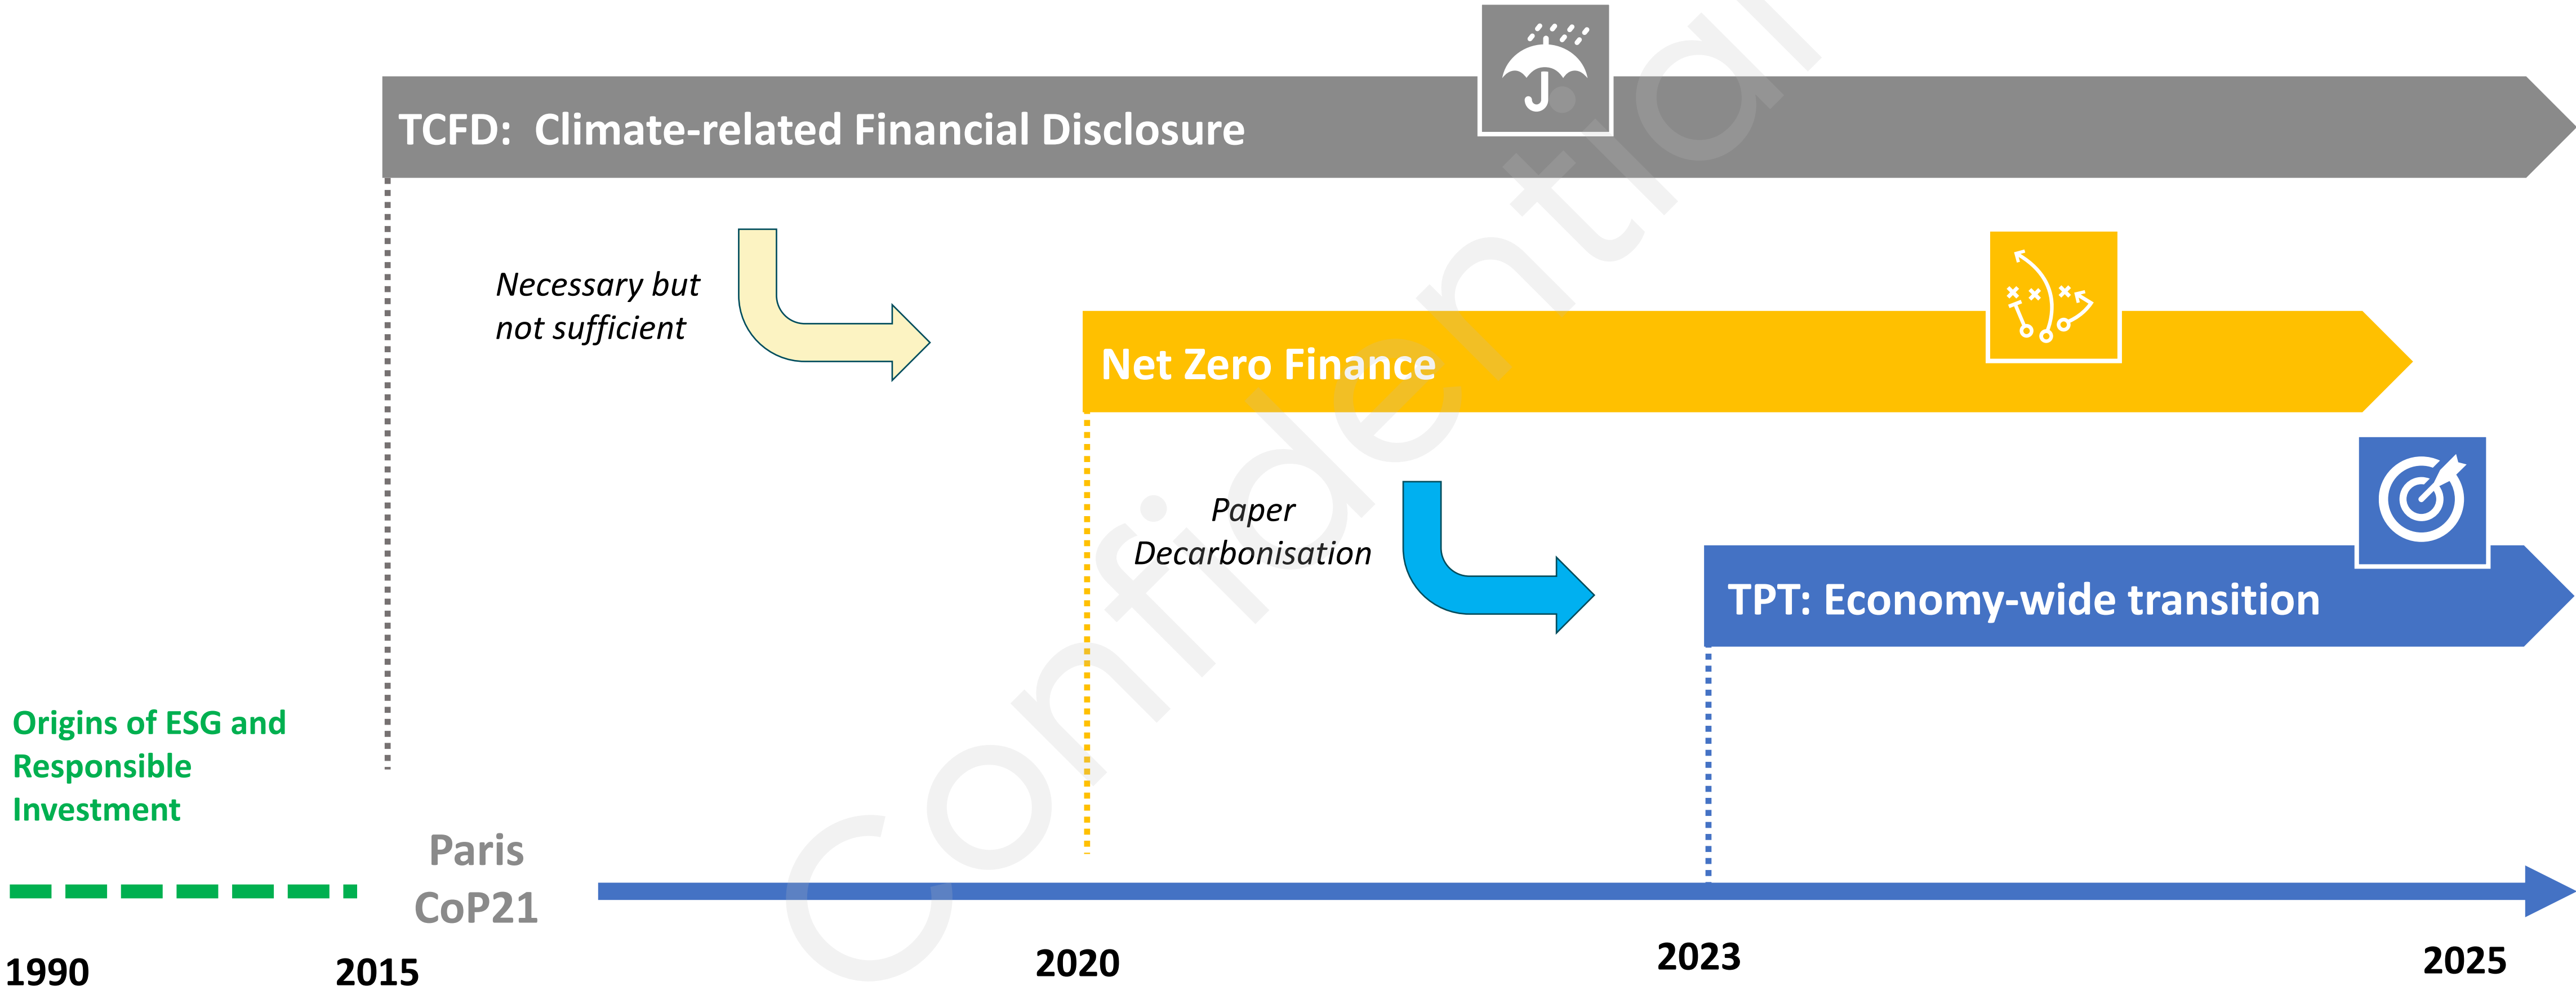 TCFD:  Climate-related Financial Disclosure
Necessary but
not sufficient
Net Zero Finance
Paper
Decarbonisation
TPT: Economy-wide transition
Origins of ESG and
Responsible
Investment
Paris
CoP21
1990
2015
2020
2023
2025
Confidential